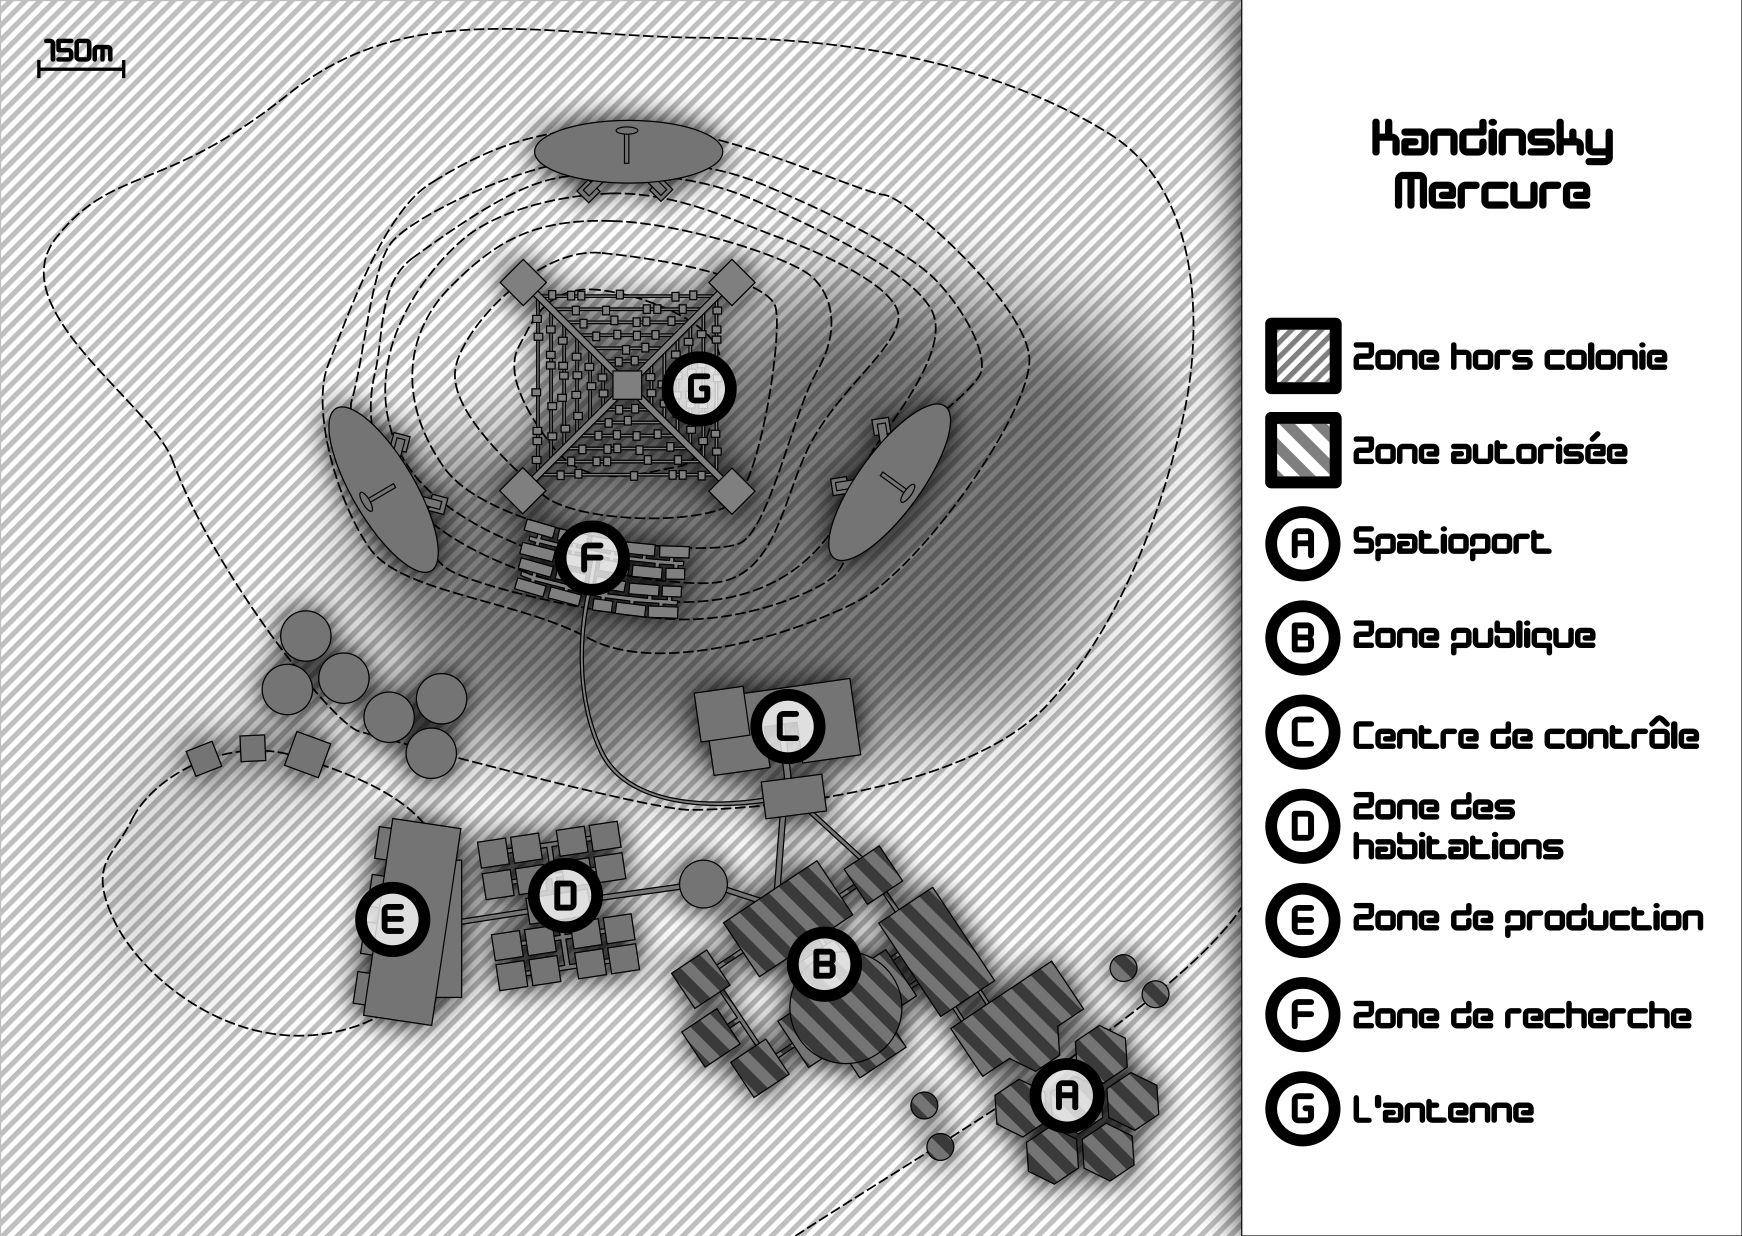 150m
Kandinsky
Mercure
Zone hors colonie
Zone autorisée
A Spatioport
B Zone publique
C Centre de contrôle
D Zone des
habitations
E Zone de production
F Zone de recherche
G L'antenne
G
F
C
D
E
B
A